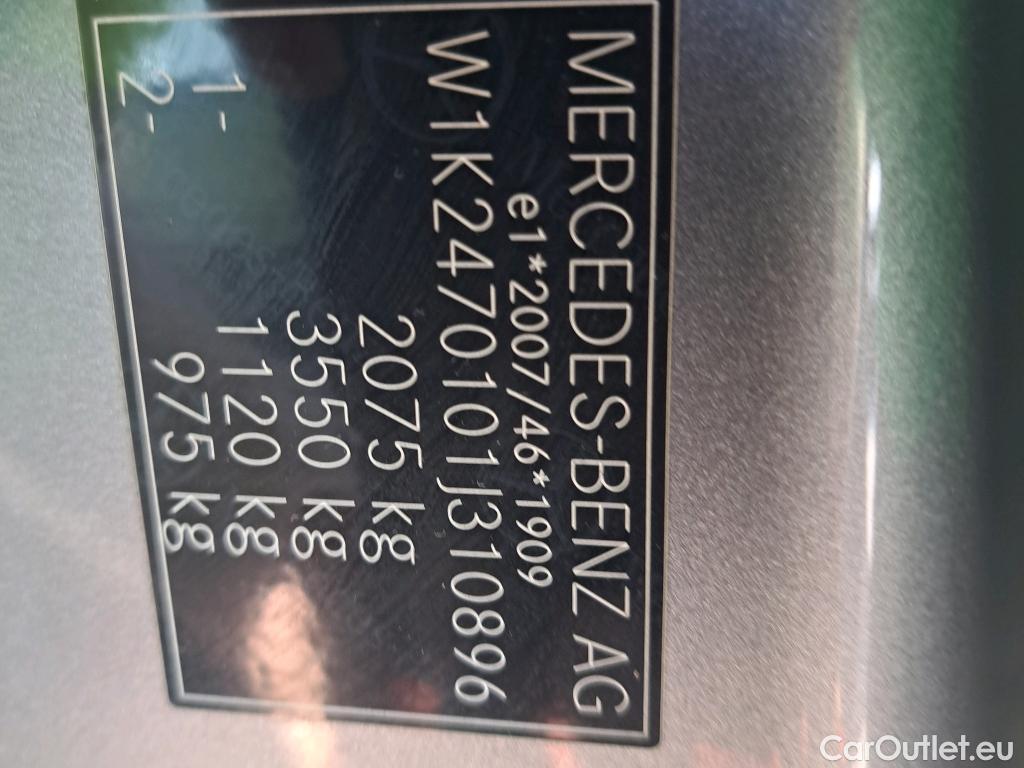 MERCEDES-BENZ AG
e1*2007/46*1909
W1K2470101J310896
2075 kg
3550 kg
1- 1120 kg
2- 975 kg
CarOutlet.eu